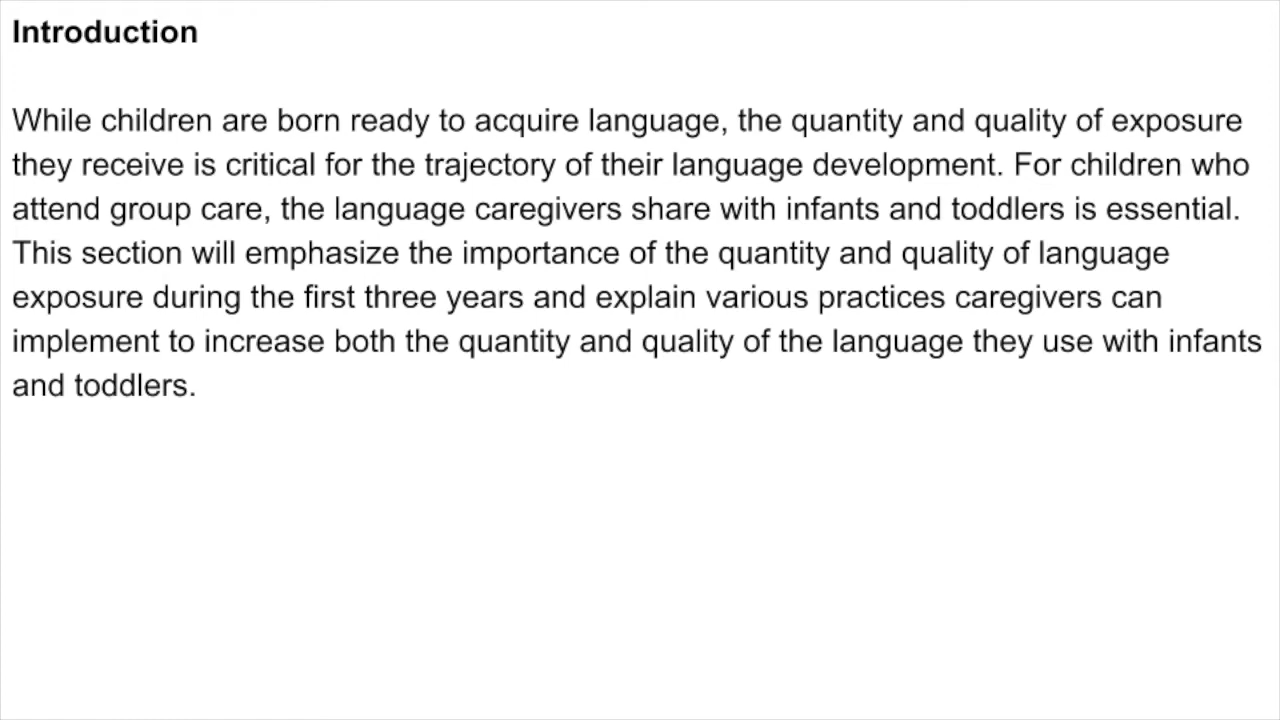 Introduction
While children are born ready to acquire language, the quantity and quality of exposure
they receive is critical for the trajectory of their language development. For children who
attend group care, the language caregivers share with infants and toddlers is essential.
This section will emphasize the importance of the quantity and quality of language
exposure during the first three years and explain various practices caregivers can
implement to increase both the quantity and quality of the language they use with infants
and toddlers.